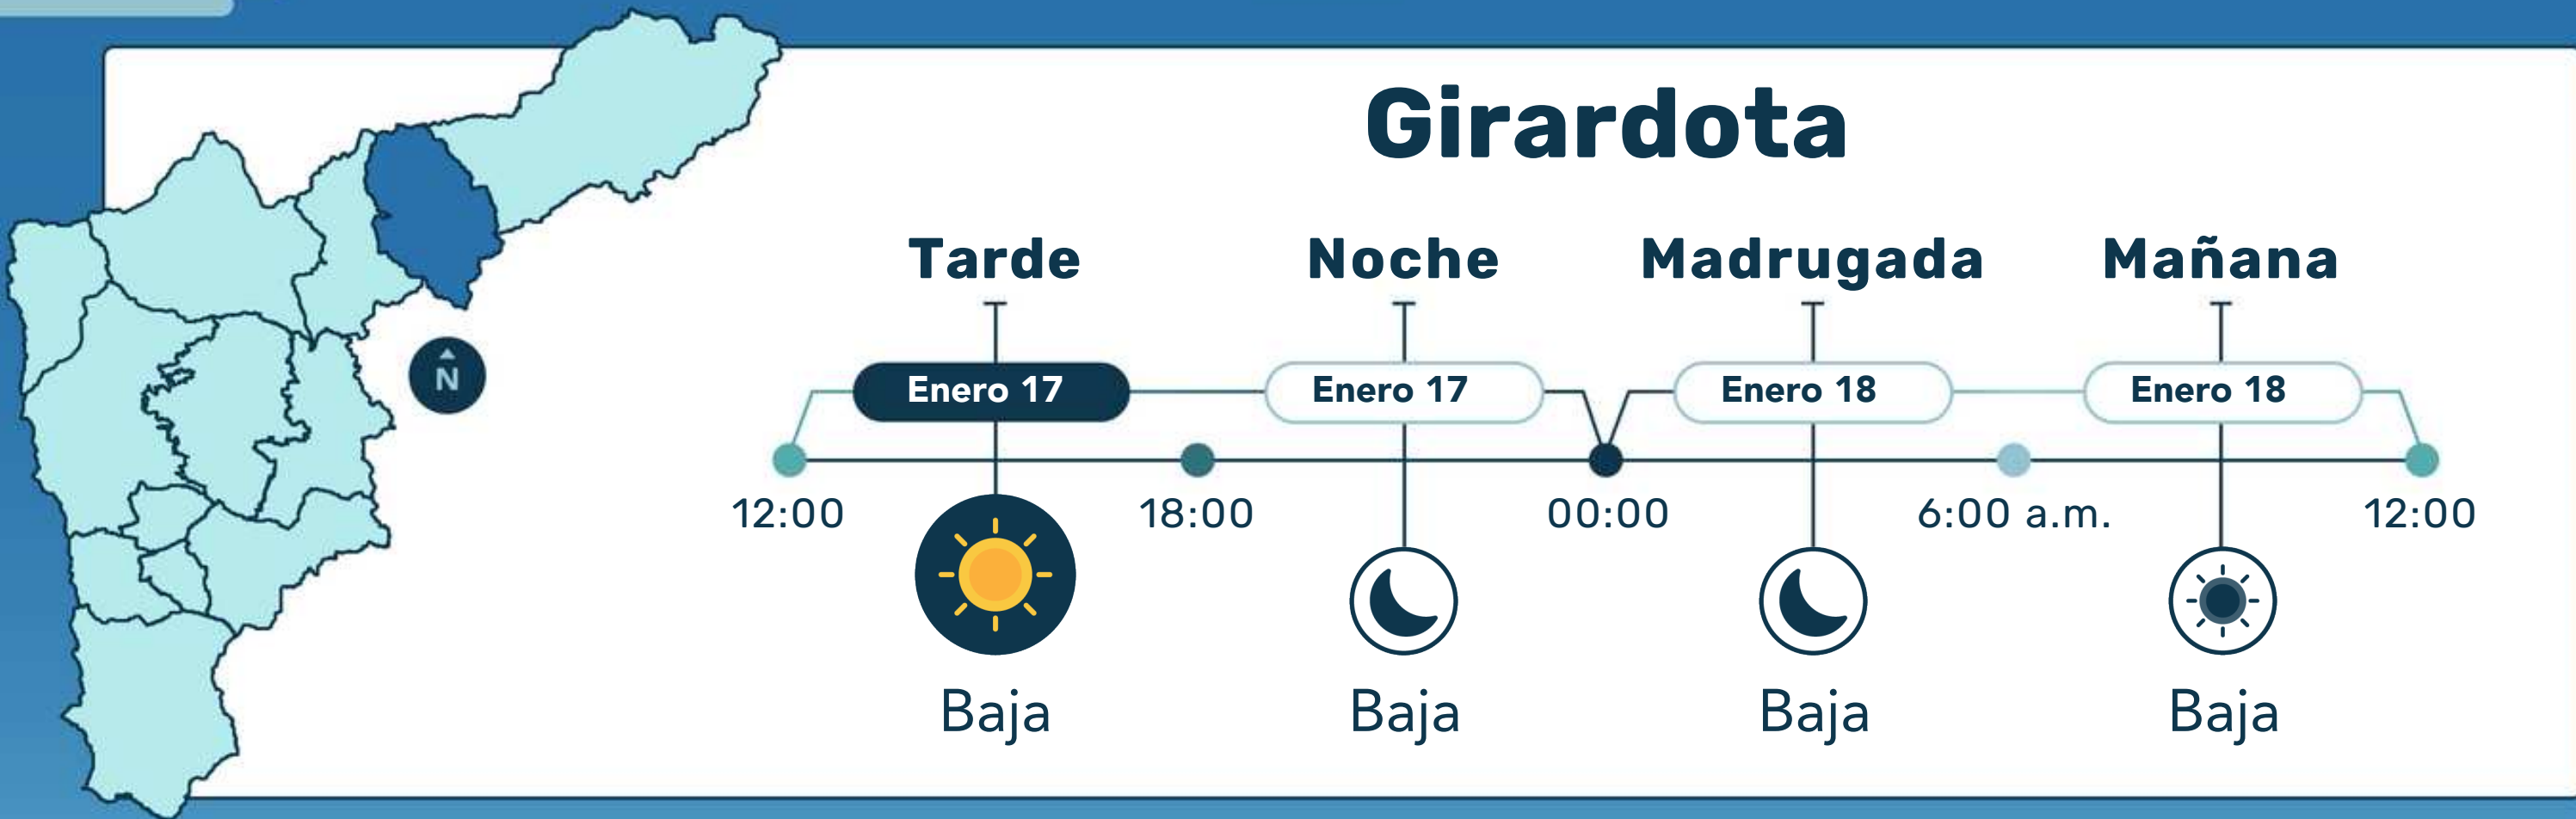 Girardota
Tarde Noche Madrugada Mañana
Enero 17 Enero 17 Enero 18 Enero 18
N
12:00 18:00 00:00 6:00 a.m. 12:00
Baja Baja Baja Baja